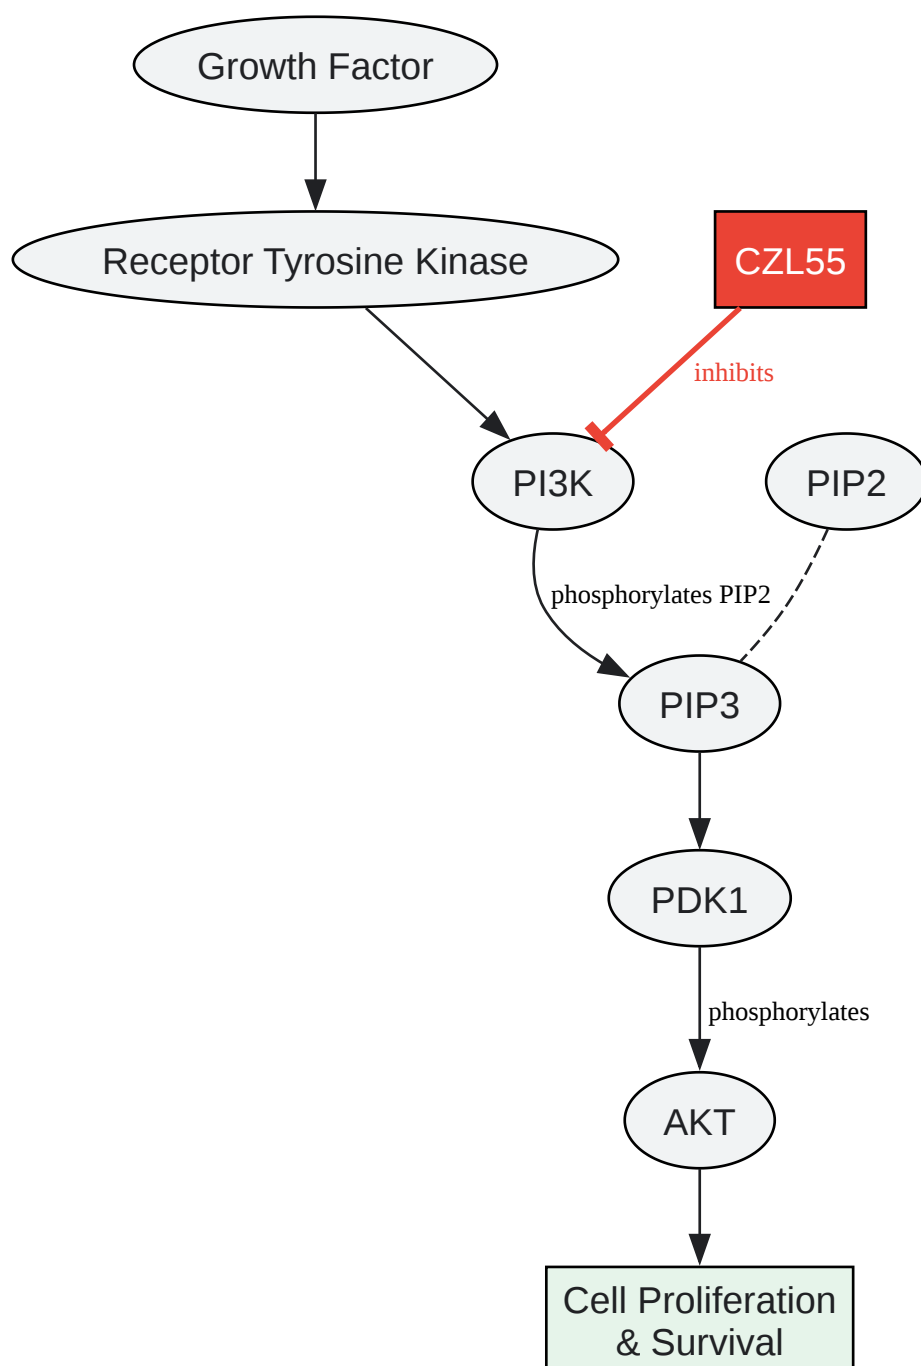 Growth Factor
Receptor Tyrosine Kinase
CZL55
inhibits
PI3K
PIP2
phosphorylates PIP2
PIP3
PDK1
phosphorylates
AKT
Cell Proliferation
& Survival